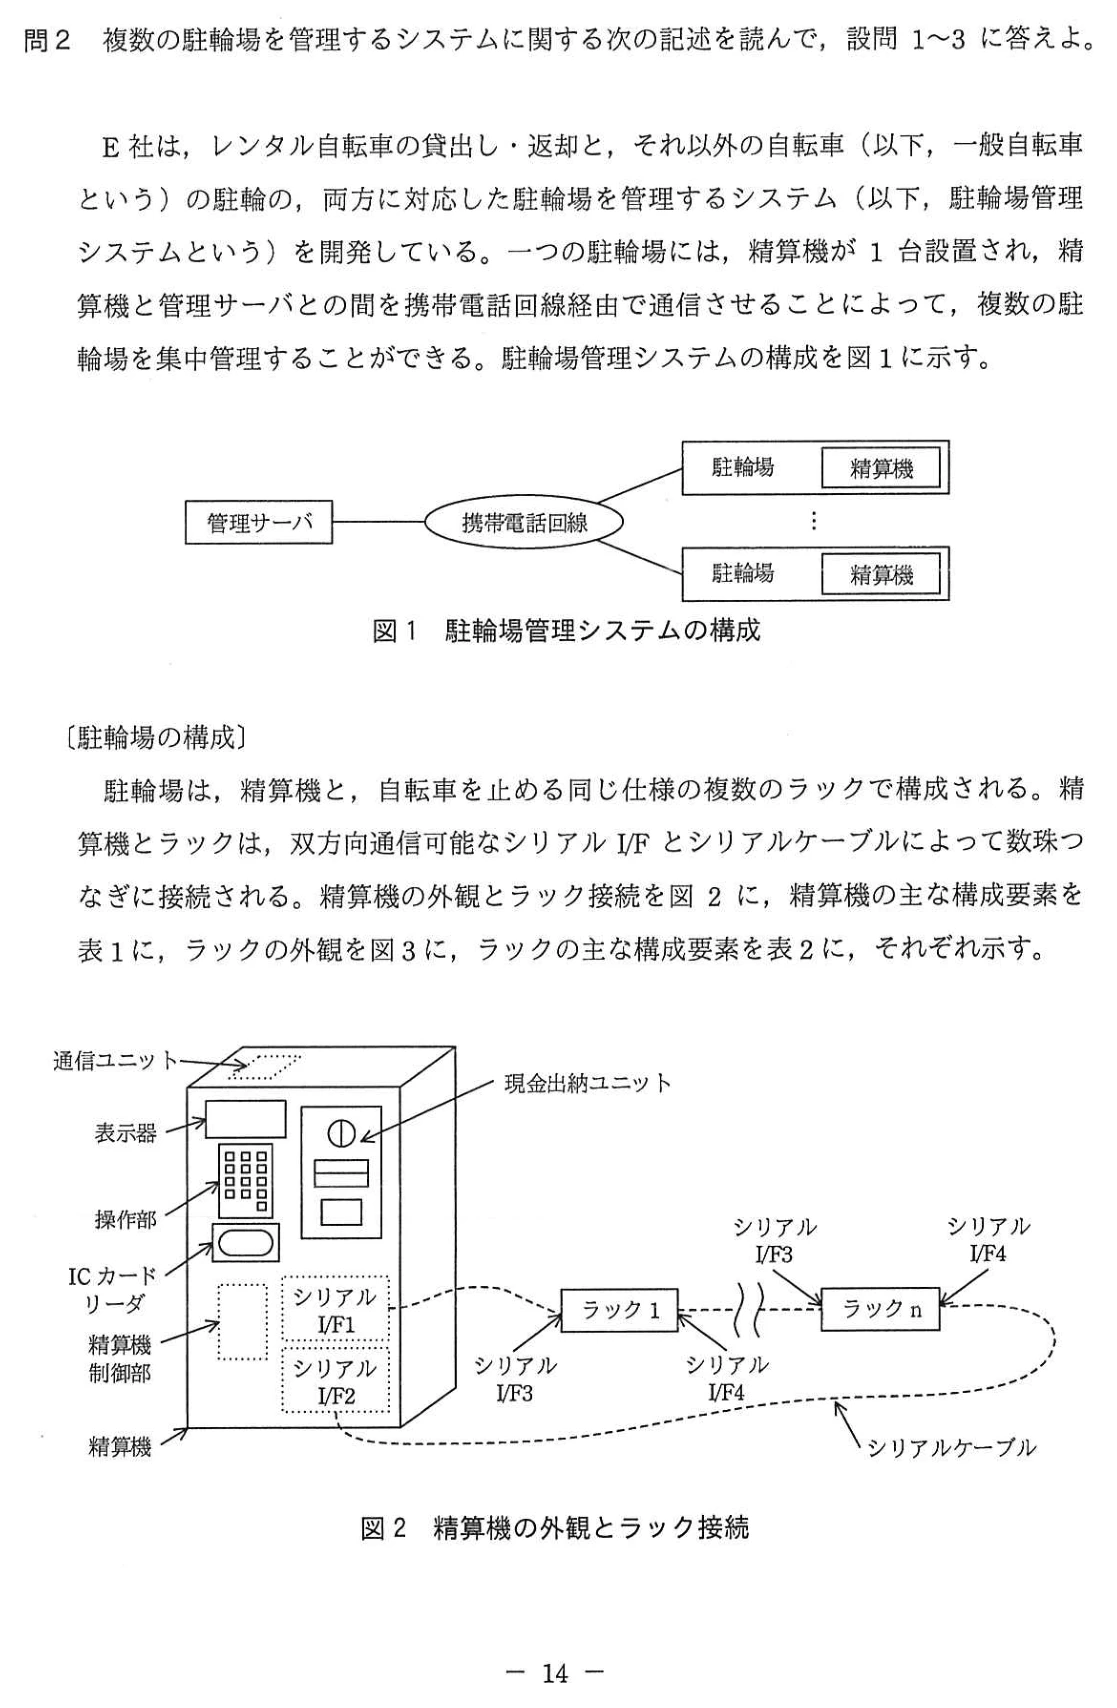 問2 複数の駐輪場を管理するシステムに関する次の記述を読んで，設問 1〜3 に答えよ。
E 社は，レンタル自転車の貸出し・返却と，それ以外の自転車（以下，一般自転車
という）の駐輪の，両方に対応した駐輪場を管理するシステム（以下，駐輪場管理
システムという）を開発している。一つの駐輪場には，精算機が 1 台設置され，精
算機と管理サーバとの間を携帯電話回線経由で通信させることによって，複数の駐
輪場を集中管理することができる。駐輪場管理システムの構成を図1に示す。
駐輪場 精算機
管理サーバ 携帯電話回線 ⋮
駐輪場 精算機
図1 駐輪場管理システムの構成
〔駐輪場の構成〕
駐輪場は，精算機と，自転車を止める同じ仕様の複数のラックで構成される。精
算機とラックは，双方向通信可能なシリアル I/F とシリアルケーブルによって数珠つ
なぎに接続される。精算機の外観とラック接続を図 2 に，精算機の主な構成要素を
表1に，ラックの外観を図3に，ラックの主な構成要素を表2に，それぞれ示す。
通信ユニット
現金出納ユニット
表示器
操作部
IC カード
リーダ
精算機
制御部
精算機
シリアル
I/F1
シリアル
I/F2
ラック 1
シリアル
I/F3
シリアル
I/F4
シリアル
I/F3
シリアル
I/F4
ラック n
シリアルケーブル
図2 精算機の外観とラック接続
－ 14 －